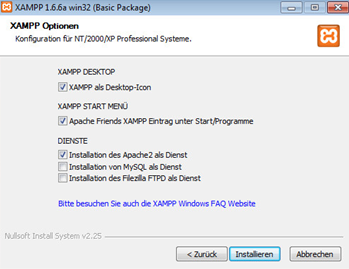 XAMPP 1.6.6a win32 (Basic Package)
XAMPP Optionen
Konfiguration für NT/2000/XP Professional Systeme.
XAMPP DESKTOP
XAMPP als Desktop-Icon
XAMPP START MENÜ
Apache Friends XAMPP Eintrag unter Start/Programme
DIENSTE
Installation des Apache2 als Dienst
Installation von MySQL als Dienst
Installation des Filezilla FTPD als Dienst
Bitte besuchen Sie auch die XAMPP Windows FAQ Website
Nullsoft Install System v2.25
< Zurück Installieren Abbrechen